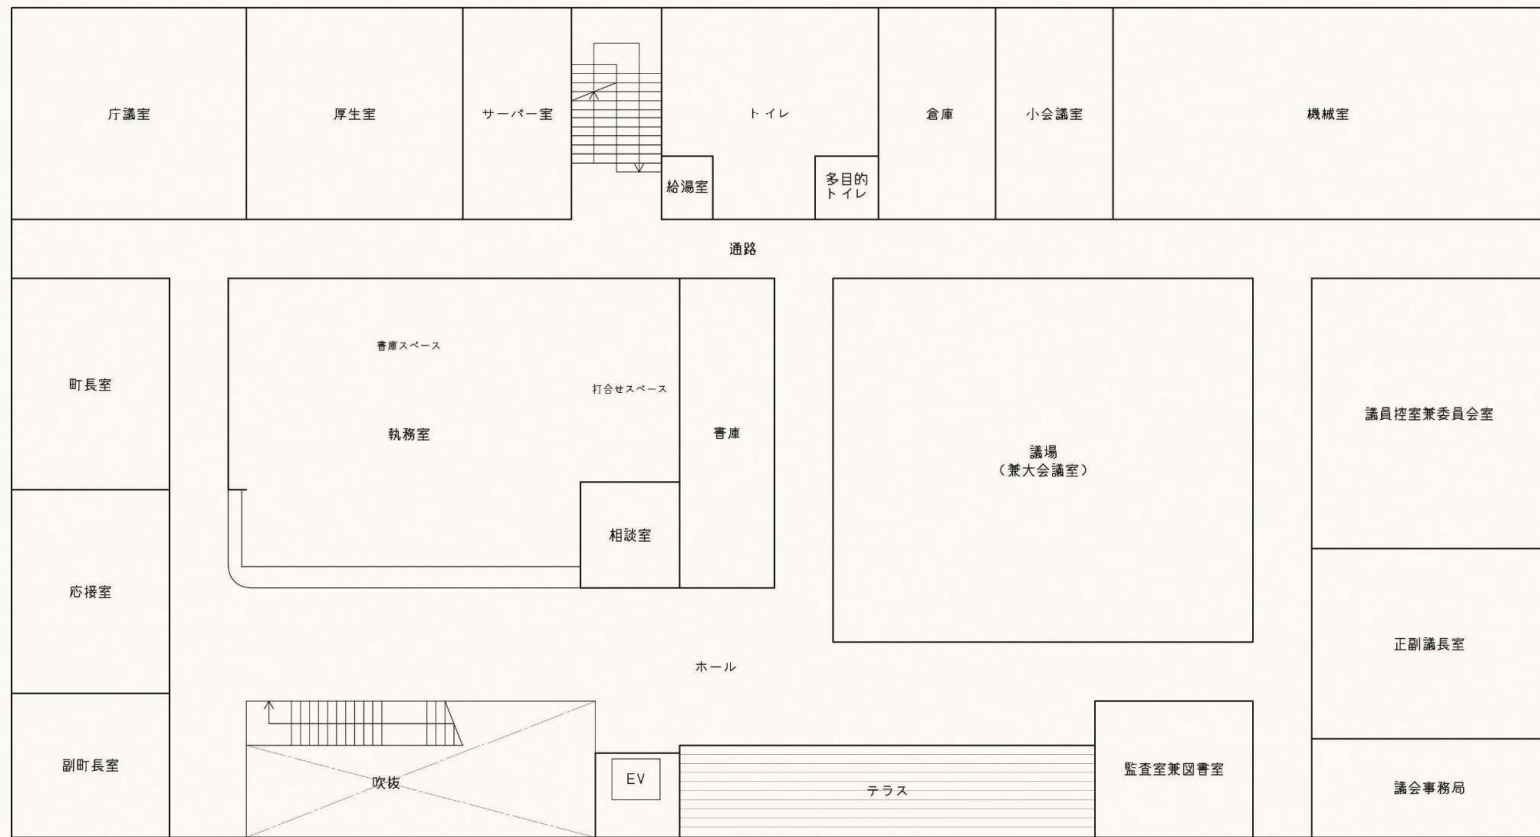 庁議室
厚生室
サーバー室
トイレ
倉庫
小会議室
機械室
給湯室
多目的
トイレ
通路
町長室
書庫スペース
打合せスペース
執務室
書庫
議場
（兼大会議室）
議員控室兼委員会室
相談室
応接室
正副議長室
ホール
副町長室
吹抜
EV
テラス
監査室兼図書室
議会事務局